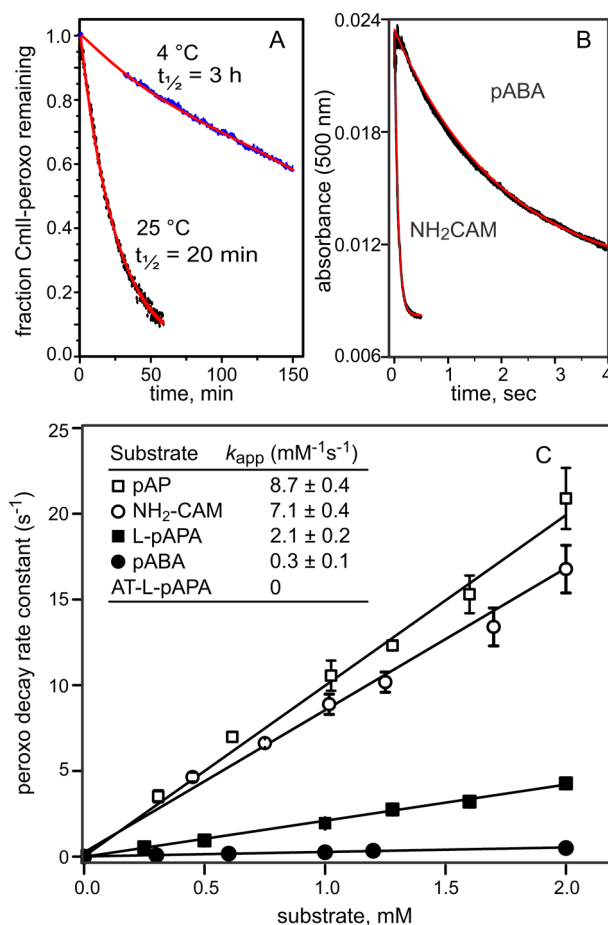 A
4 °C
t½ = 3 h
25 °C
t½ = 20 min
fraction CmlI-peroxo remaining
1.0
0.8
0.6
0.4
0.2
0.1
0.0
0 50 100 150
time, min
B
pABA
NH₂CAM
absorbance (500 nm)
0.024
0.018
0.012
0.006
0 1 2 3 4
time, sec
C
Substrate kapp (mM⁻¹s⁻¹)
pAP 8.7 ± 0.4
NH₂-CAM 7.1 ± 0.4
L-pAPA 2.1 ± 0.2
pABA 0.3 ± 0.1
AT-L-pAPA 0
peroxo decay rate constant (s⁻¹)
25
20
15
10
5
0
0.0 0.5 1.0 1.5 2.0
substrate, mM